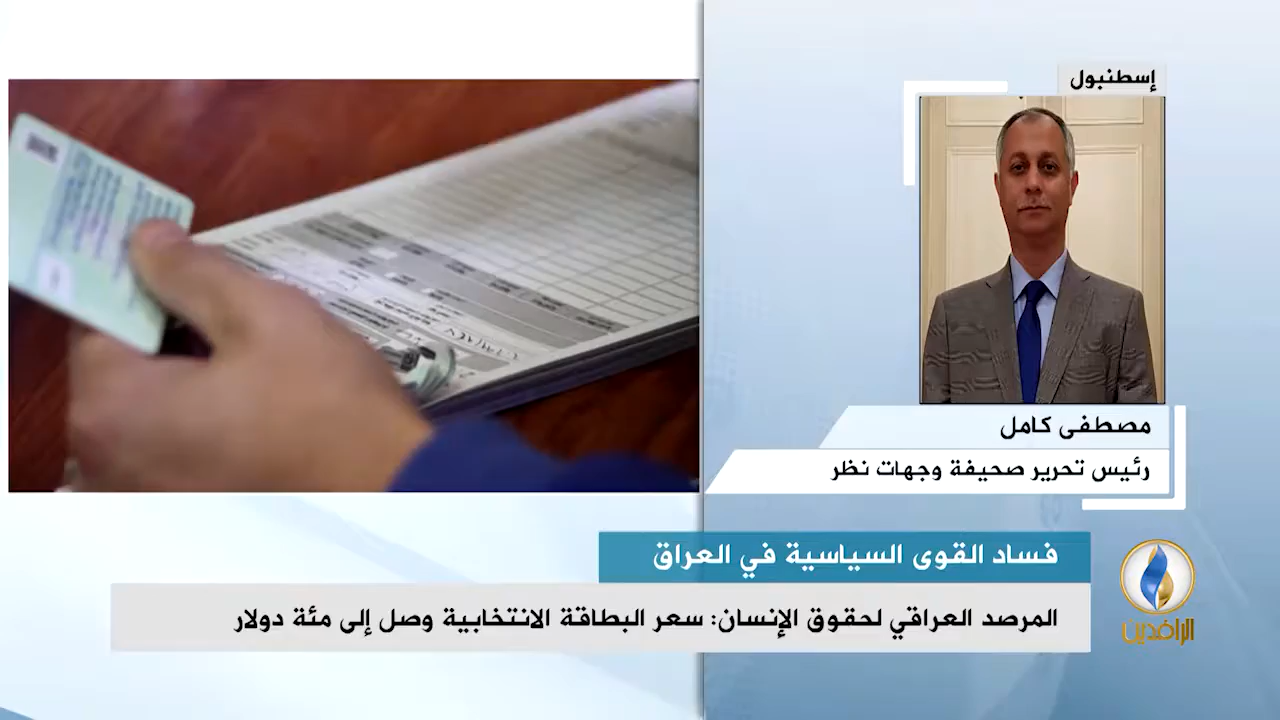 إسطنبول
مصطفى كامل
رئيس تحرير صحيفة وجهات نظر
فساد القوى السياسية في العراق
المرصد العراقي لحقوق الإنسان: سعر البطاقة الانتخابية وصل إلى مئة دولار
الرافدين